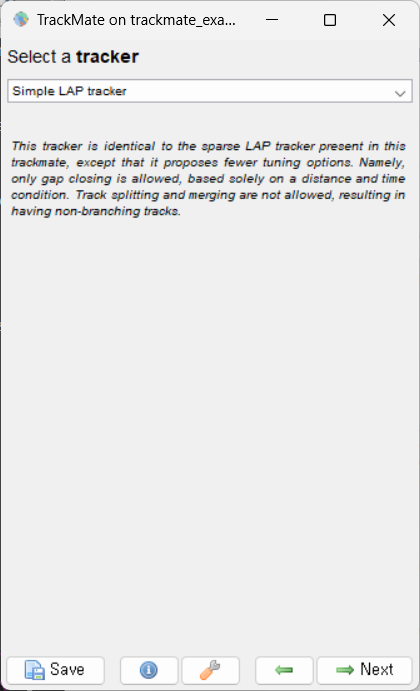 TrackMate on trackmate_exa...
Select a tracker
Simple LAP tracker
This tracker is identical to the sparse LAP tracker present in this
trackmate, except that it proposes fewer tuning options. Namely,
only gap closing is allowed, based solely on a distance and time
condition. Track splitting and merging are not allowed, resulting in
having non-branching tracks.
Save
Next